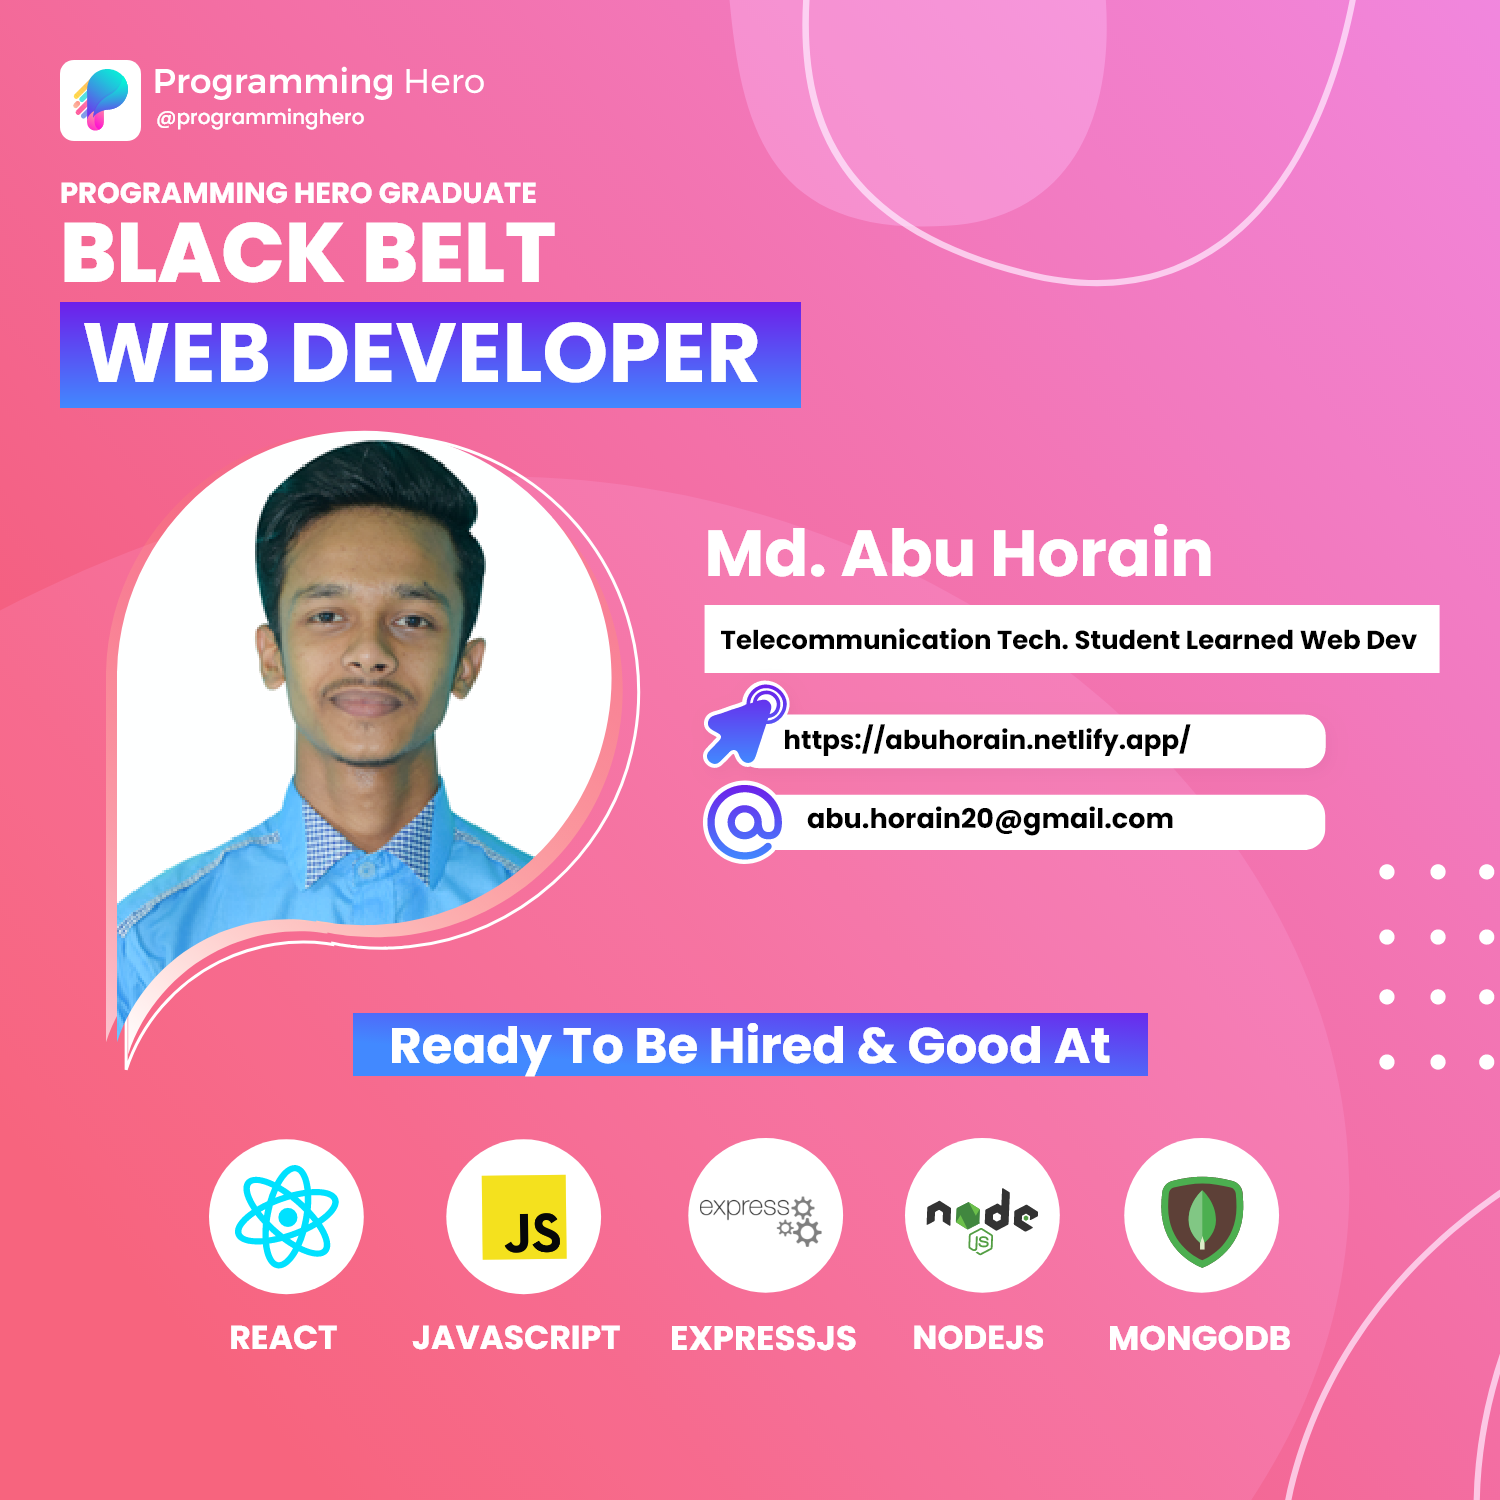 Programming Hero
@programminghero
PROGRAMMING HERO GRADUATE
BLACK BELT
WEB DEVELOPER
Md. Abu Horain
Telecommunication Tech. Student Learned Web Dev
https://abuhorain.netlify.app/
@
abu.horain20@gmail.com
Ready To Be Hired & Good At
JS
express
node
JS
REACT
JAVASCRIPT
EXPRESSJS
NODEJS
MONGODB